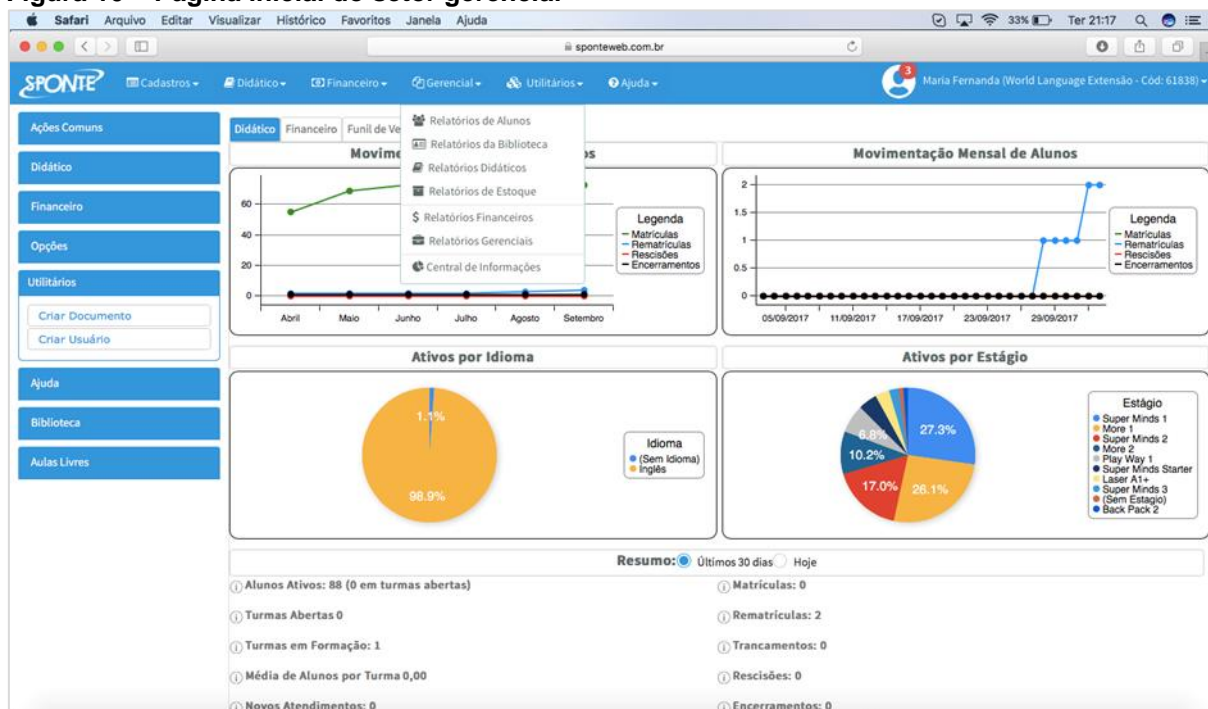 Figura 10 – Página inicial do setor gerencial
Safari Arquivo Editar Visualizar Histórico Favoritos Janela Ajuda 33% Ter 21:17
sponteweb.com.br
SPONTE Cadastros Didático Financeiro Gerencial Utilitários Ajuda 3 Maria Fernanda (World Language Extensão - Cód: 61838)
Ações Comuns
Didático
Financeiro
Opções
Utilitários
Criar Documento
Criar Usuário
Ajuda
Biblioteca
Aulas Livres
Didático Financeiro Funil de Ve
Relatórios de Alunos
Relatórios da Biblioteca
Relatórios Didáticos
Relatórios de Estoque
$ Relatórios Financeiros
Relatórios Gerenciais
Central de Informações
Movime os
60
40
20
0
Abril Maio Junho Julho Agosto Setembro
Legenda
Matrículas
Rematrículas
Rescisões
Encerramentos
Movimentação Mensal de Alunos
2
1.5
1
0.5
0
05/09/2017 11/09/2017 17/09/2017 23/09/2017 29/09/2017
Legenda
Matrículas
Rematrículas
Rescisões
Encerramentos
Ativos por Idioma
1.1%
98.9%
Idioma
(Sem Idioma)
Inglês
Ativos por Estágio
27.3%
6.8%
10.2%
17.0%
26.1%
Estágio
Super Minds 1
More 1
Super Minds 2
More 2
Play Way 1
Super Minds Starter
Laser A1+
Super Minds 3
(Sem Estagio)
Back Pack 2
Resumo: Últimos 30 dias Hoje
Alunos Ativos: 88 (0 em turmas abertas)
Matrículas: 0
Turmas Abertas 0
Rematrículas: 2
Turmas em Formação: 1
Trancamentos: 0
Média de Alunos por Turma 0,00
Rescisões: 0
Novos Atendimentos: 0
Encerramentos: 0